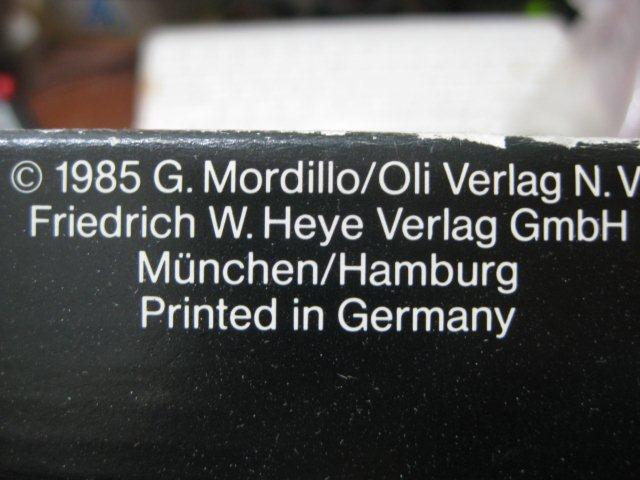 © 1985 G. Mordillo/Oli Verlag N.V
Friedrich W. Heye Verlag GmbH
München/Hamburg
Printed in Germany